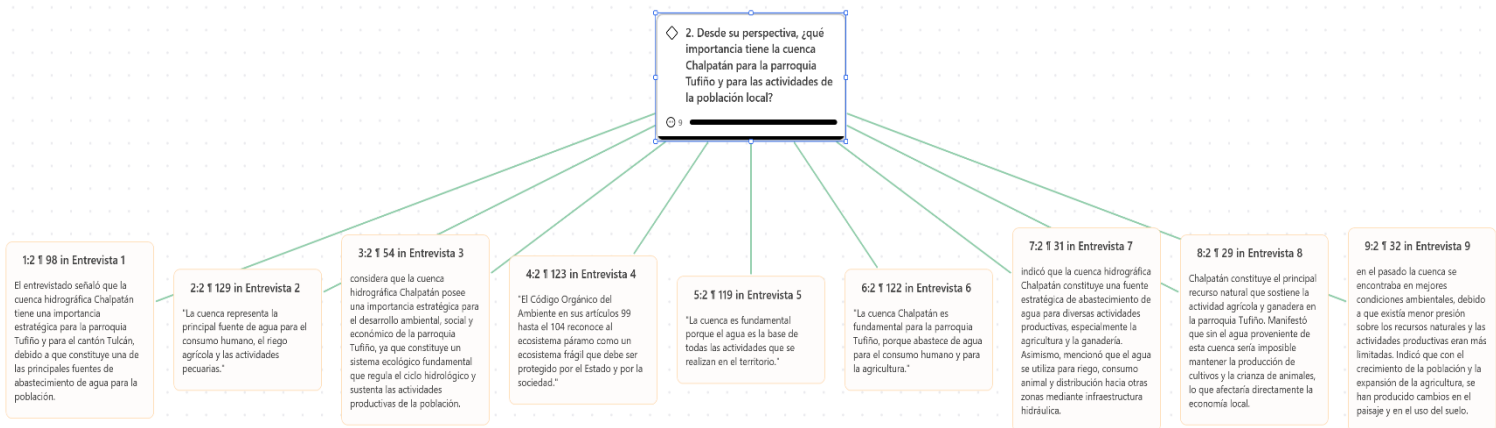 2. Desde su perspectiva, ¿qué
importancia tiene la cuenca
Chalpatán para la parroquia
Tufiño y para las actividades de
la población local?
9
1:2 ¶ 98 in Entrevista 1
El entrevistado señaló que la
cuenca hidrográfica Chalpatán
tiene una importancia
estratégica para la parroquia
Tufiño y para el cantón Tulcán,
debido a que constituye una de
las principales fuentes de
abastecimiento de agua para la
población.
2:2 ¶ 129 in Entrevista 2
"La cuenca representa la
principal fuente de agua para el
consumo humano, el riego
agrícola y las actividades
pecuarias."
3:2 ¶ 54 in Entrevista 3
considera que la cuenca
hidrográfica Chalpatán posee
una importancia estratégica para
el desarrollo ambiental, social y
económico de la parroquia
Tufiño, ya que constituye un
sistema ecológico fundamental
que regula el ciclo hidrológico y
sustenta las actividades
productivas de la población.
4:2 ¶ 123 in Entrevista 4
"El Código Orgánico del
Ambiente en sus artículos 99
hasta el 104 reconoce al
ecosistema páramo como un
ecosistema frágil que debe ser
protegido por el Estado y por la
sociedad."
5:2 ¶ 119 in Entrevista 5
"La cuenca es fundamental
porque el agua es la base de
todas las actividades que se
realizan en el territorio."
6:2 ¶ 122 in Entrevista 6
"La cuenca Chalpatán es
fundamental para la parroquia
Tufiño, porque abastece de agua
para el consumo humano y para
la agricultura."
7:2 ¶ 31 in Entrevista 7
indicó que la cuenca hidrográfica
Chalpatán constituye una fuente
estratégica de abastecimiento de
agua para diversas actividades
productivas, especialmente la
agricultura y la ganadería.
Asimismo, mencionó que el agua
se utiliza para riego, consumo
animal y distribución hacia otras
zonas mediante infraestructura
hidráulica.
8:2 ¶ 29 in Entrevista 8
Chalpatán constituye el principal
recurso natural que sostiene la
actividad agrícola y ganadera en
la parroquia Tufiño. Manifestó
que sin el agua proveniente de
esta cuenca sería imposible
mantener la producción de
cultivos y la crianza de animales,
lo que afectaría directamente la
economía local.
9:2 ¶ 32 in Entrevista 9
en el pasado la cuenca se
encontraba en mejores
condiciones ambientales, debido
a que existía menor presión
sobre los recursos naturales y las
actividades productivas eran más
limitadas. Indicó que con el
crecimiento de la población y la
expansión de la agricultura, se
han producido cambios en el
paisaje y en el uso del suelo.